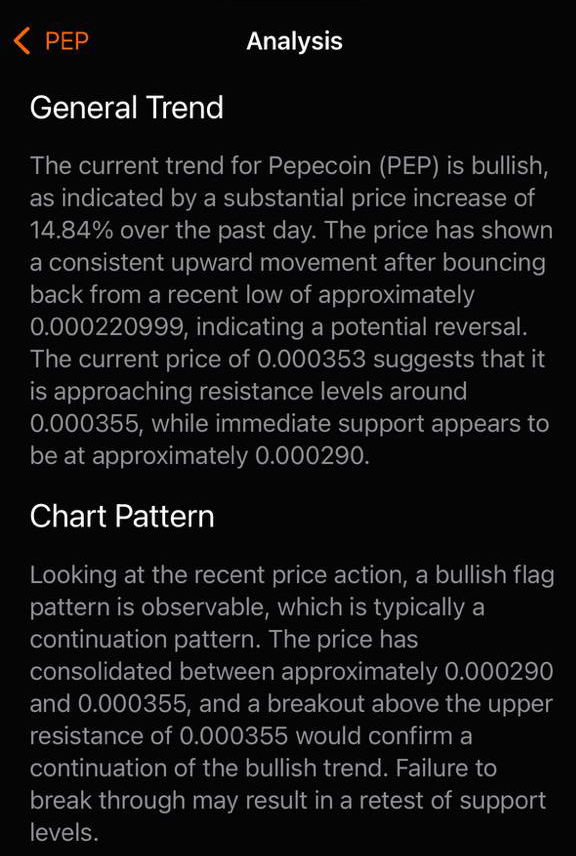 PEP
Analysis
General Trend
The current trend for Pepecoin (PEP) is bullish,
as indicated by a substantial price increase of
14.84% over the past day. The price has shown
a consistent upward movement after bouncing
back from a recent low of approximately
0.000220999, indicating a potential reversal.
The current price of 0.000353 suggests that it
is approaching resistance levels around
0.000355, while immediate support appears to
be at approximately 0.000290.
Chart Pattern
Looking at the recent price action, a bullish flag
pattern is observable, which is typically a
continuation pattern. The price has
consolidated between approximately 0.000290
and 0.000355, and a breakout above the upper
resistance of 0.000355 would confirm a
continuation of the bullish trend. Failure to
break through may result in a retest of support
levels.